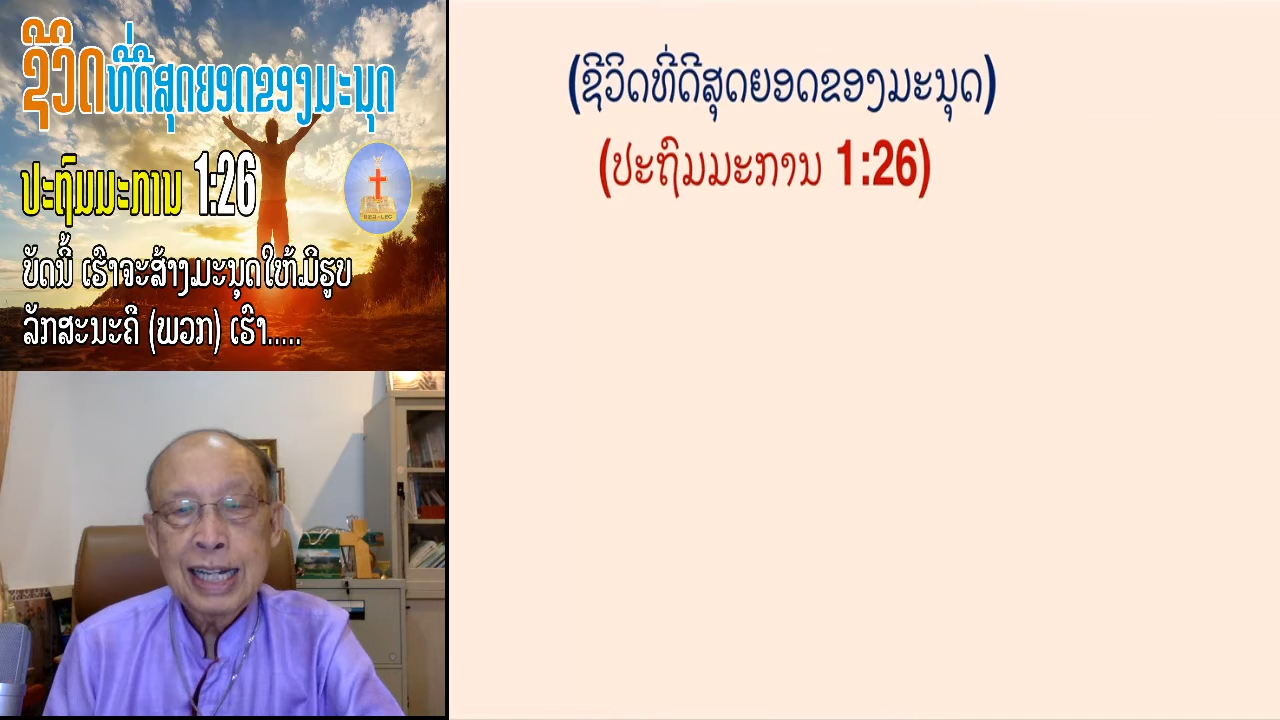 ຊີວິດທີ່ດີສຸດຍອດຂອງມະນຸດ
ປະຖົມມະການ 1:26
ບັດນີ້ ເຮົາຈະສ້າງມະນຸດໃຫ້ມີຮູບ
ລັກສະນະຄື (ພວກ) ເຮົາ.....
(ຊີວິດທີ່ດີສຸດຍອດຂອງມະນຸດ)
(ປະຖົມມະການ 1:26)